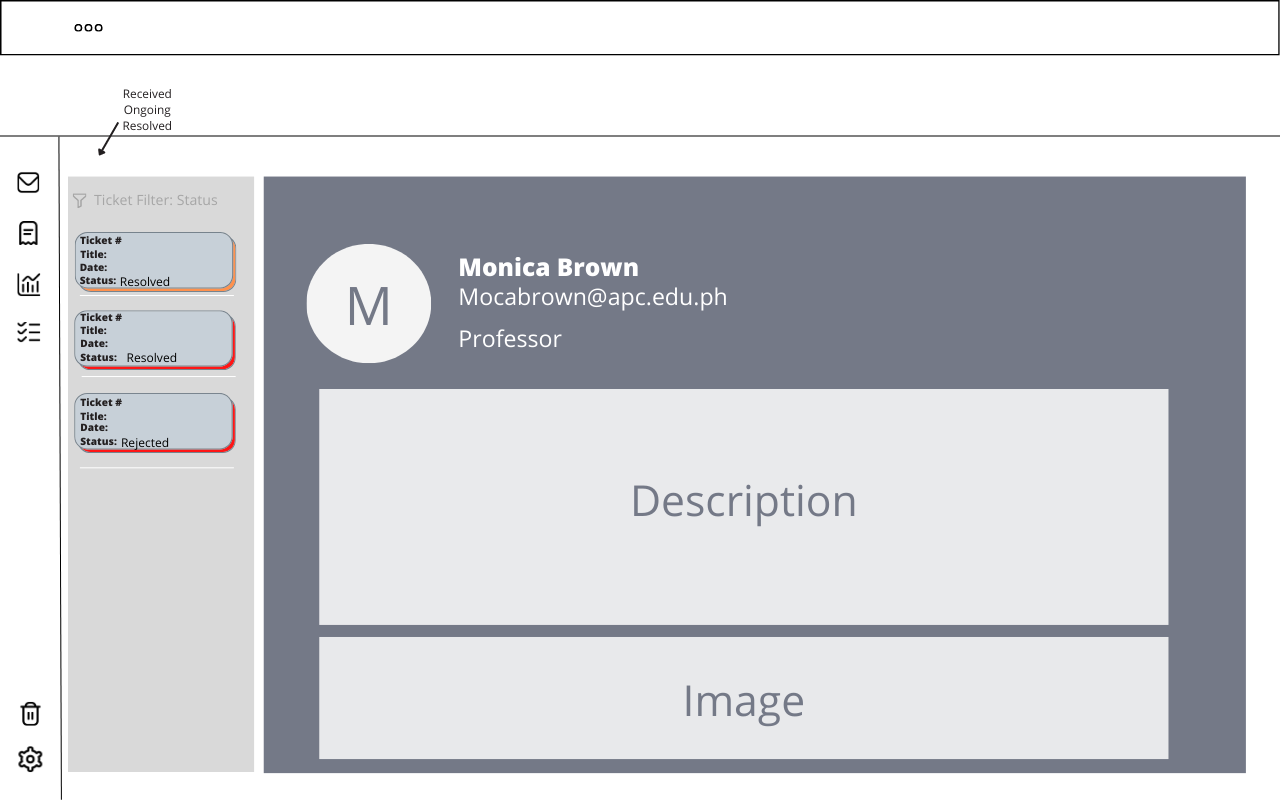 Received
Ongoing
Resolved
Ticket Filter: Status
Ticket #
Title:
Date:
Status: Resolved
Ticket #
Title:
Date:
Status: Resolved
Ticket #
Title:
Date:
Status: Rejected
M
Monica Brown
Mocabrown@apc.edu.ph
Professor
Description
Image